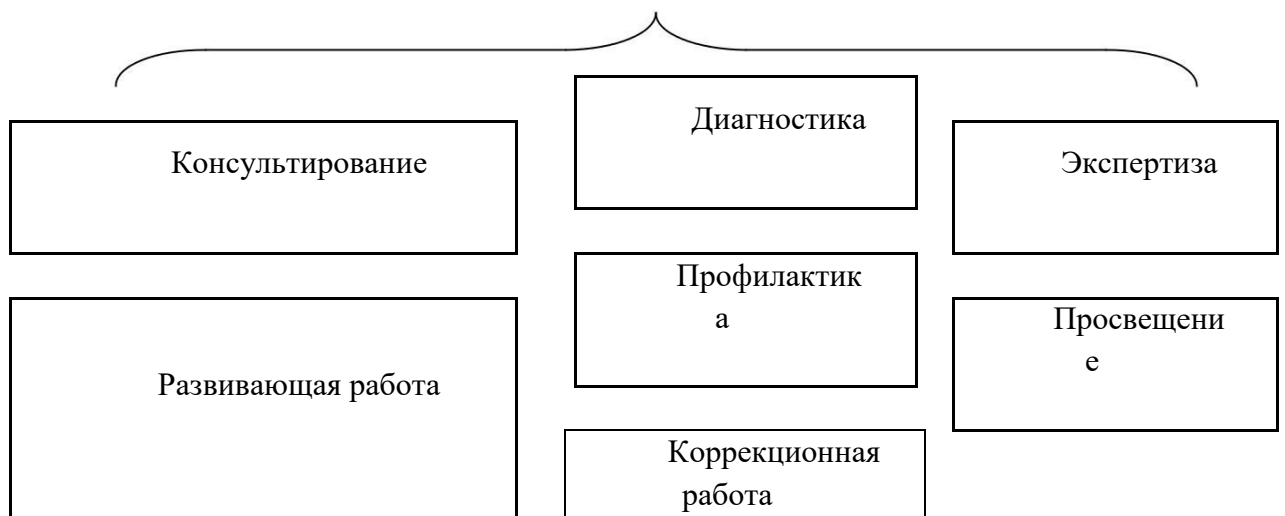 Диагностика
Консультирование
Экспертиза
Профилактик
а
Просвещени
е
Развивающая работа
Коррекционная
работа